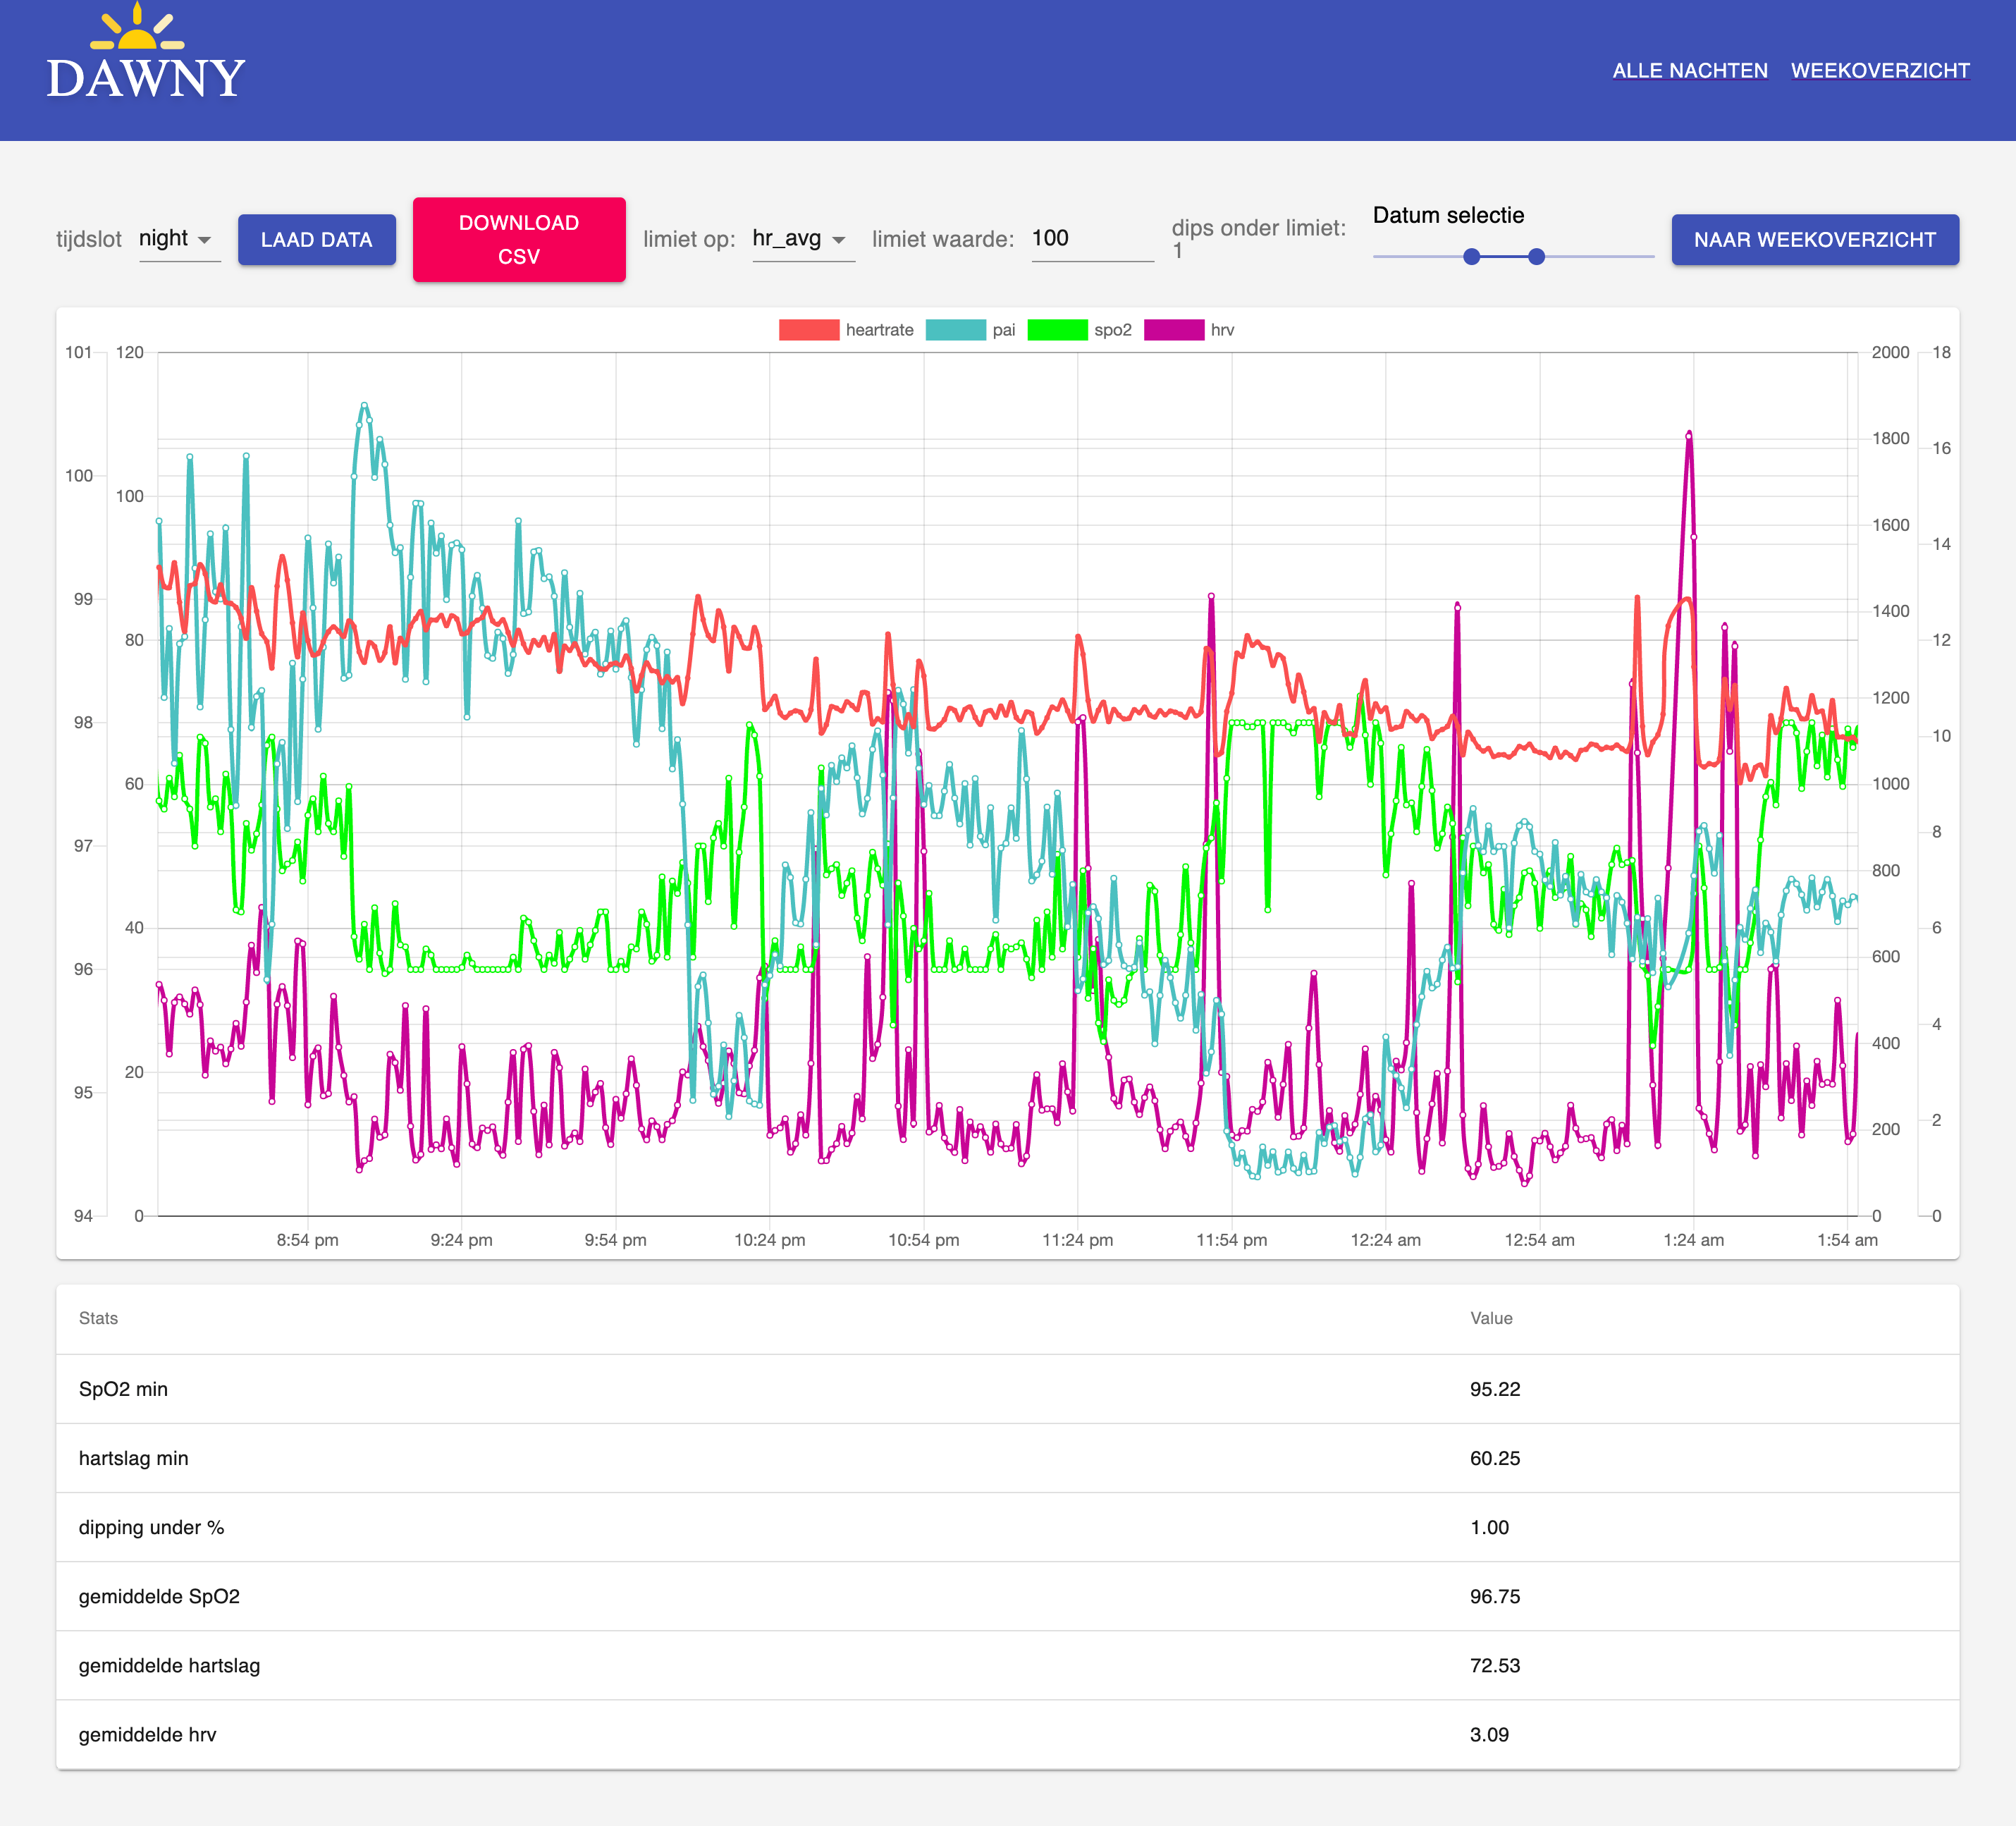 DAWNY
ALLE NACHTEN WEEKOVERZICHT
tijdslot night
LAAD DATA
DOWNLOAD
CSV
limiet op: hr_avg
limiet waarde: 100
dips onder limiet:
1
Datum selectie
NAAR WEEKOVERZICHT
heartrate pai spo2 hrv
101 120 2000 18
1800
100 16
100
1600
14
99 1400
80 12
98 1200
10
60 1000
97 8
800
40 6
96 600
4
400
20
95 2
200
94 0 0 0
8:54 pm 9:24 pm 9:54 pm 10:24 pm 10:54 pm 11:24 pm 11:54 pm 12:24 am 12:54 am 1:24 am 1:54 am
Stats Value
SpO2 min 95.22
hartslag min 60.25
dipping under % 1.00
gemiddelde SpO2 96.75
gemiddelde hartslag 72.53
gemiddelde hrv 3.09